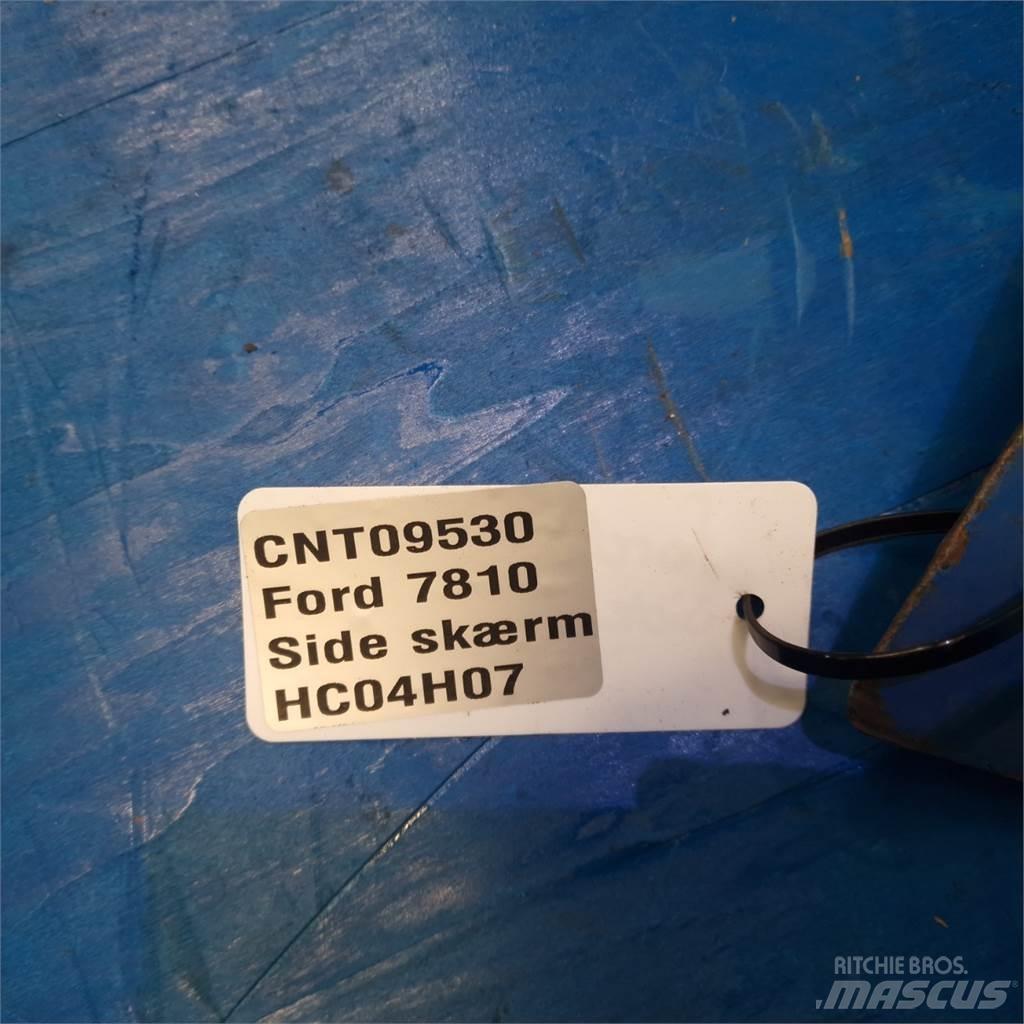 CNT09530
Ford 7810
Side skærm
HC04H07
RITCHIE BROS.
MASCUS